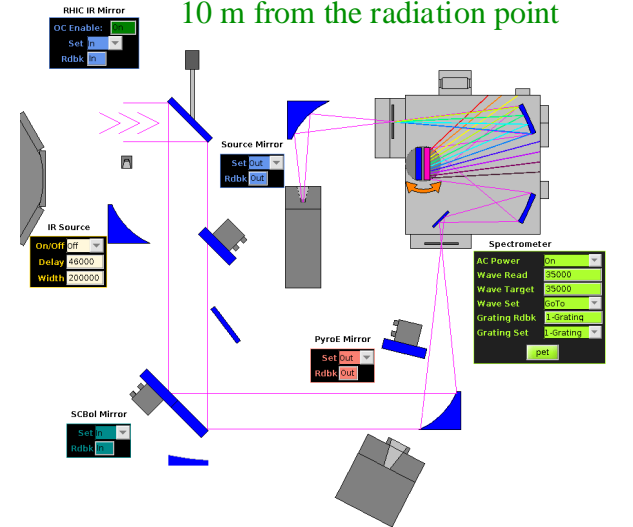 10 m from the radiation point
RHIC IR Mirror
OC Enable: On
Set In
Rdbk In
Source Mirror
Set Out
Rdbk Out
IR Source
On/Off Off
Delay 46000
Width 200000
Spectrometer
AC Power On
Wave Read 35000
Wave Target 35000
Wave Set GoTo
Grating Rdbk 1-Grating
Grating Set 1-Grating
pet
PyroE Mirror
Set Out
Rdbk Out
SCBol Mirror
Set In
Rdbk In